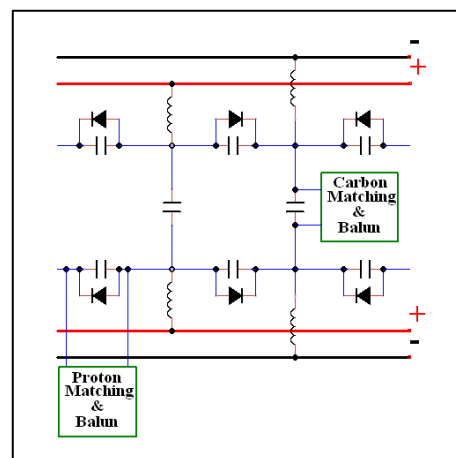 -
+
Carbon
Matching
&
Balun
+
-
Proton
Matching
&
Balun